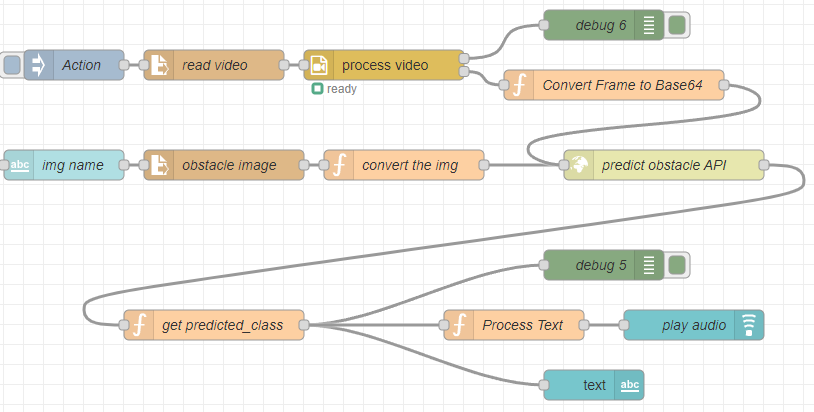 debug 6
Action
read video
process video
ready
Convert Frame to Base64
abc
img name
obstacle image
convert the img
predict obstacle API
debug 5
get predicted_class
Process Text
play audio
text
abc